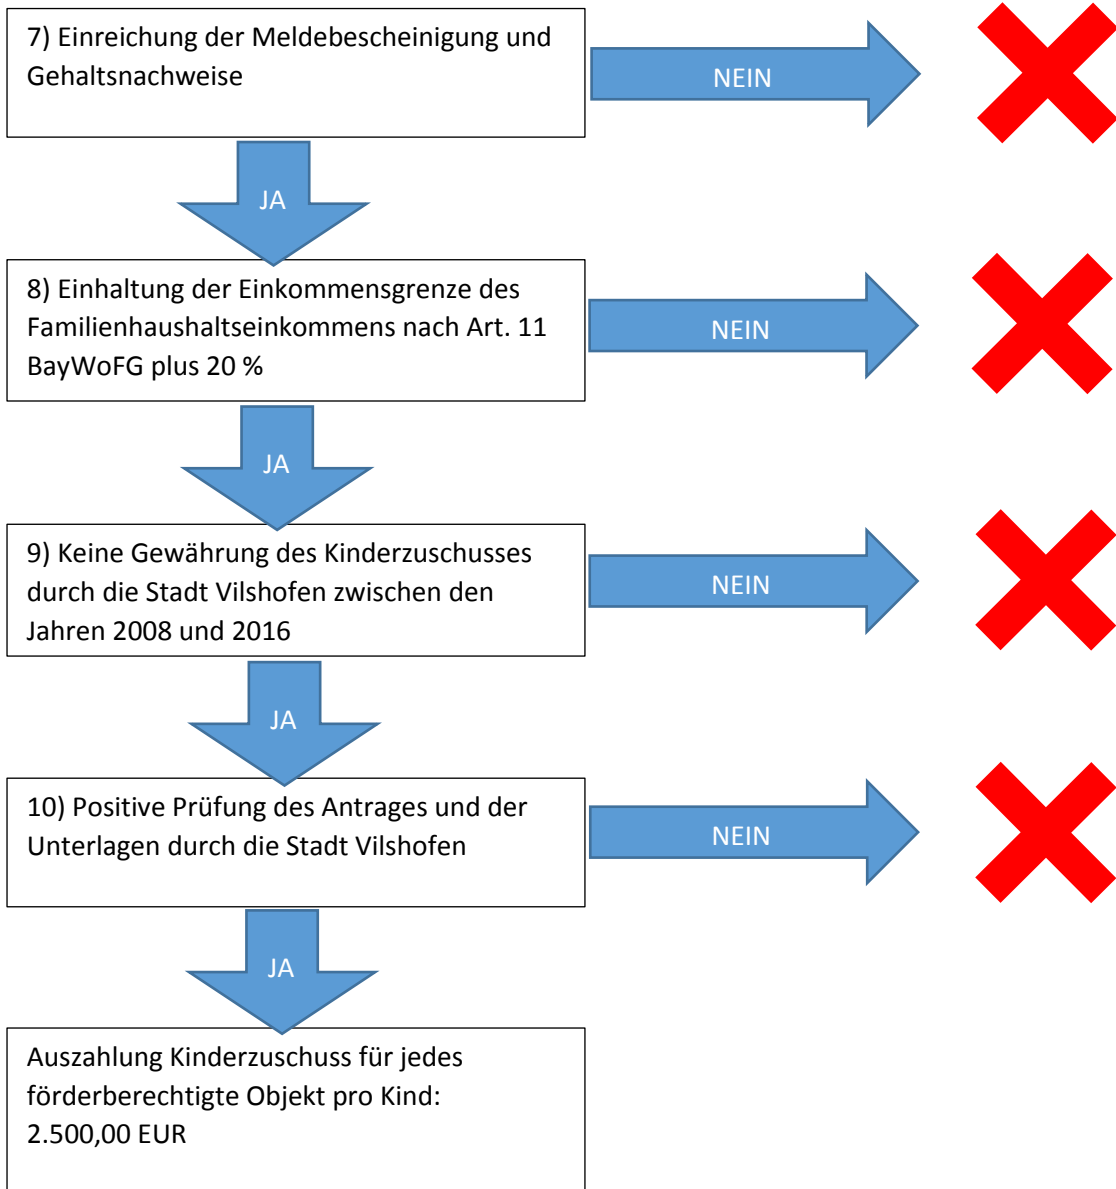 7) Einreichung der Meldebescheinigung und
Gehaltsnachweise
NEIN
JA
8) Einhaltung der Einkommensgrenze des
Familienhaushaltseinkommens nach Art. 11
BayWoFG plus 20 %
NEIN
JA
9) Keine Gewährung des Kinderzuschusses
durch die Stadt Vilshofen zwischen den
Jahren 2008 und 2016
NEIN
JA
10) Positive Prüfung des Antrages und der
Unterlagen durch die Stadt Vilshofen
NEIN
JA
Auszahlung Kinderzuschuss für jedes
förderberechtigte Objekt pro Kind:
2.500,00 EUR